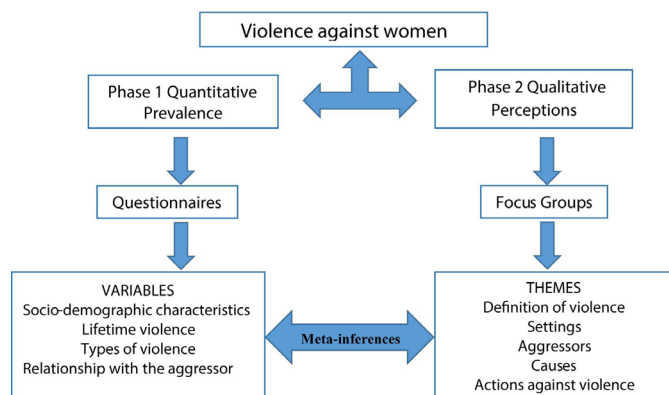 Violence against women
Phase 1 Quantitative
Prevalence
Phase 2 Qualitative
Perceptions
Questionnaires
Focus Groups
VARIABLES
Socio-demographic characteristics
Lifetime violence
Types of violence
Relationship with the aggressor
Meta-inferences
THEMES
Definition of violence
Settings
Aggressors
Causes
Actions against violence